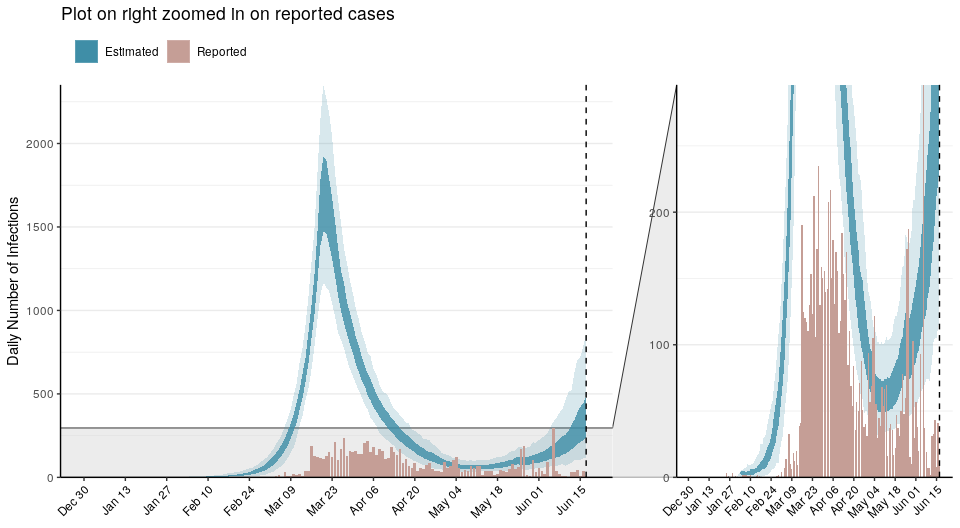 Plot on right zoomed in on reported cases
Estimated
Reported
Daily Number of Infections
2000
1500
1000
500
0
Dec 30
Jan 13
Jan 27
Feb 10
Feb 24
Mar 09
Mar 23
Apr 06
Apr 20
May 04
May 18
Jun 01
Jun 15
200
100
0
Dec 30
Jan 13
Jan 27
Feb 10
Feb 24
Mar 09
Mar 23
Apr 06
Apr 20
May 04
May 18
Jun 01
Jun 15